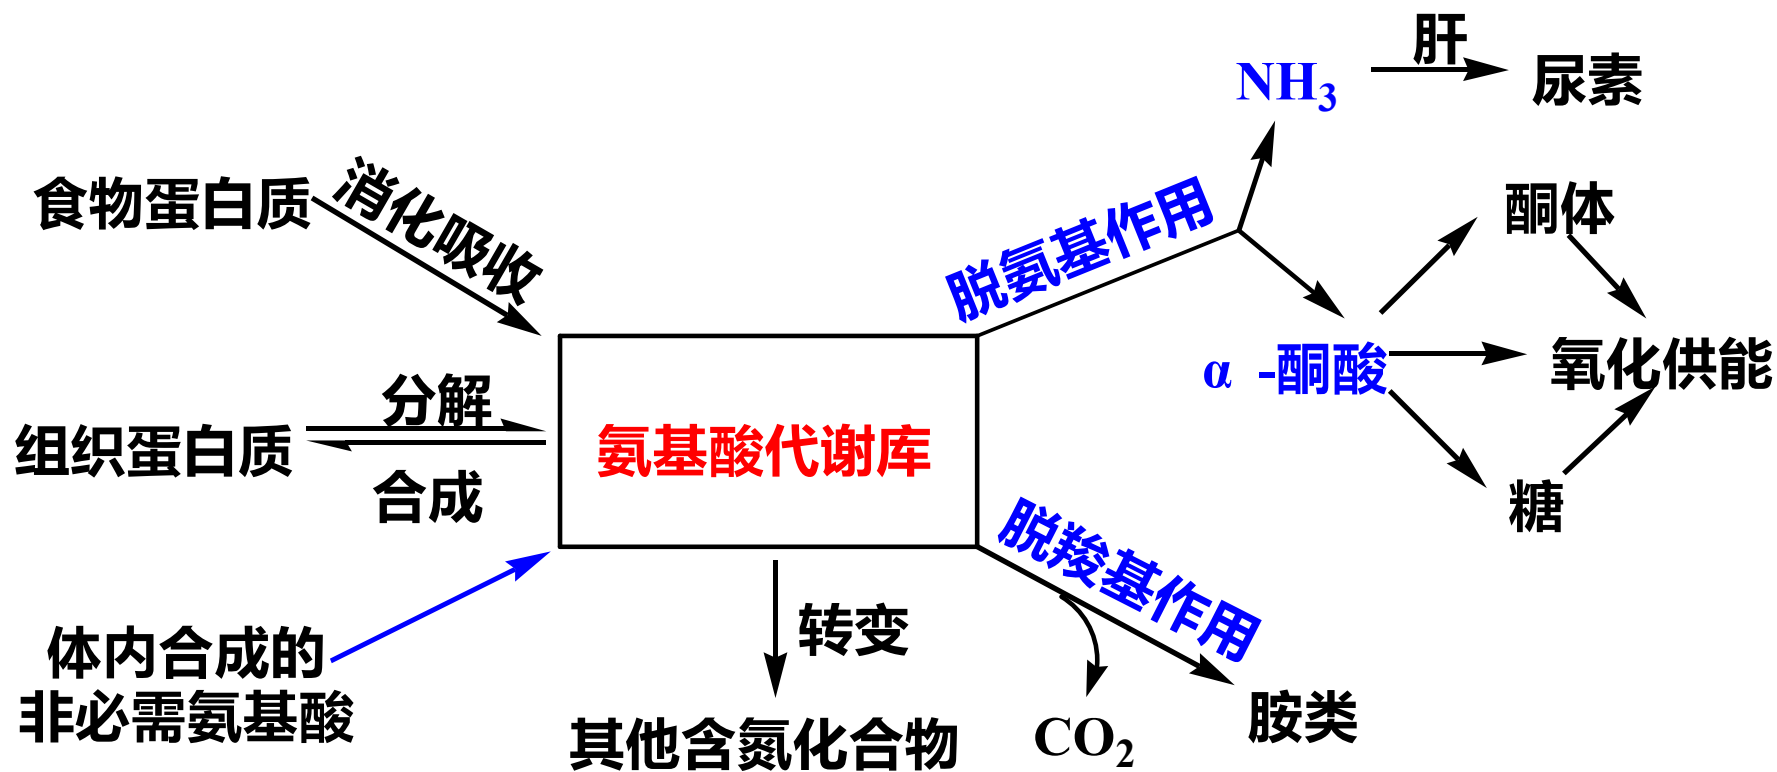 肝
NH₃
尿素
食物蛋白质
消化吸收
脱氨基作用
酮体
α -酮酸
氧化供能
分解
组织蛋白质
合成
氨基酸代谢库
糖
脱羧基作用
体内合成的
非必需氨基酸
转变
其他含氮化合物
CO₂
胺类